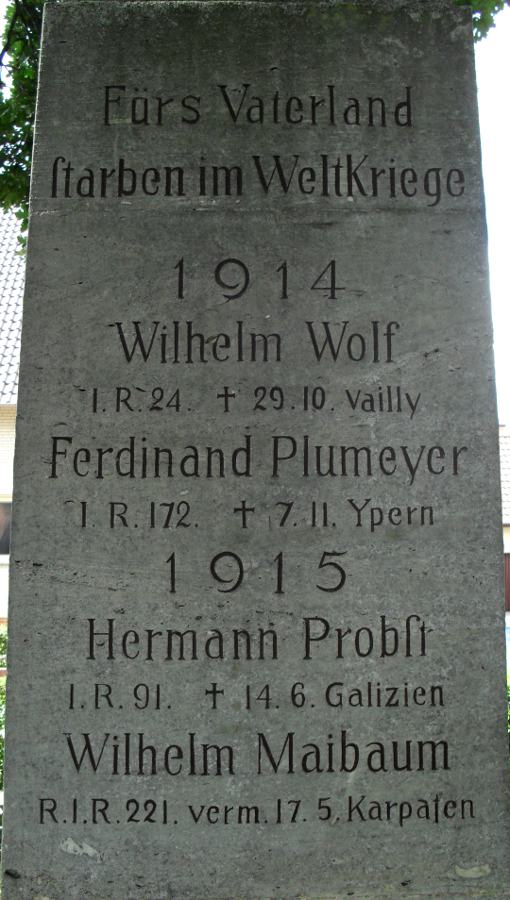 Fürs Vaterland
ſtarben im WeltKriege
1914
Wilhelm Wolf
I.R. 24. † 29.10. Vailly
Ferdinand Plumeyer
I.R. 172. † 7.11. Ypern
1915
Hermann Probſt
I.R. 91. † 14.6. Galizien
Wilhelm Maibaum
R.I.R. 221. verm. 17.5. Karpaten